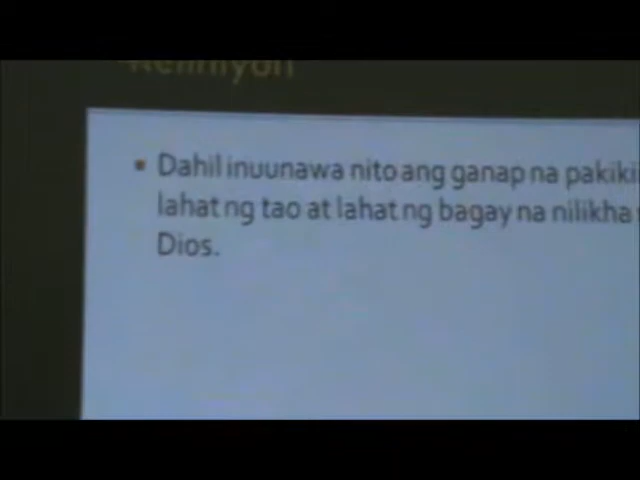 Dahil inuunawa nito ang ganap na
lahat ng tao at lahat ng bagay na nilikha
Dios.